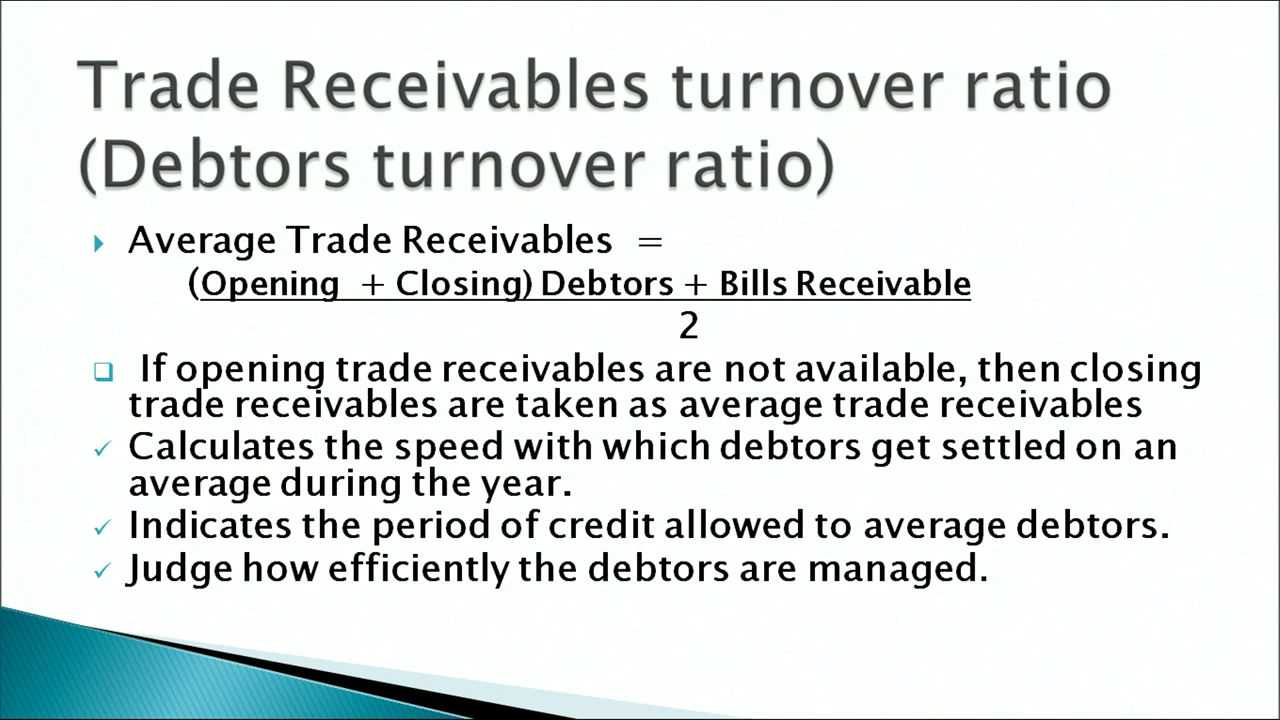 Trade Receivables turnover ratio
(Debtors turnover ratio)
Average Trade Receivables =
(Opening + Closing) Debtors + Bills Receivable
2
If opening trade receivables are not available, then closing
trade receivables are taken as average trade receivables
Calculates the speed with which debtors get settled on an
average during the year.
Indicates the period of credit allowed to average debtors.
Judge how efficiently the debtors are managed.